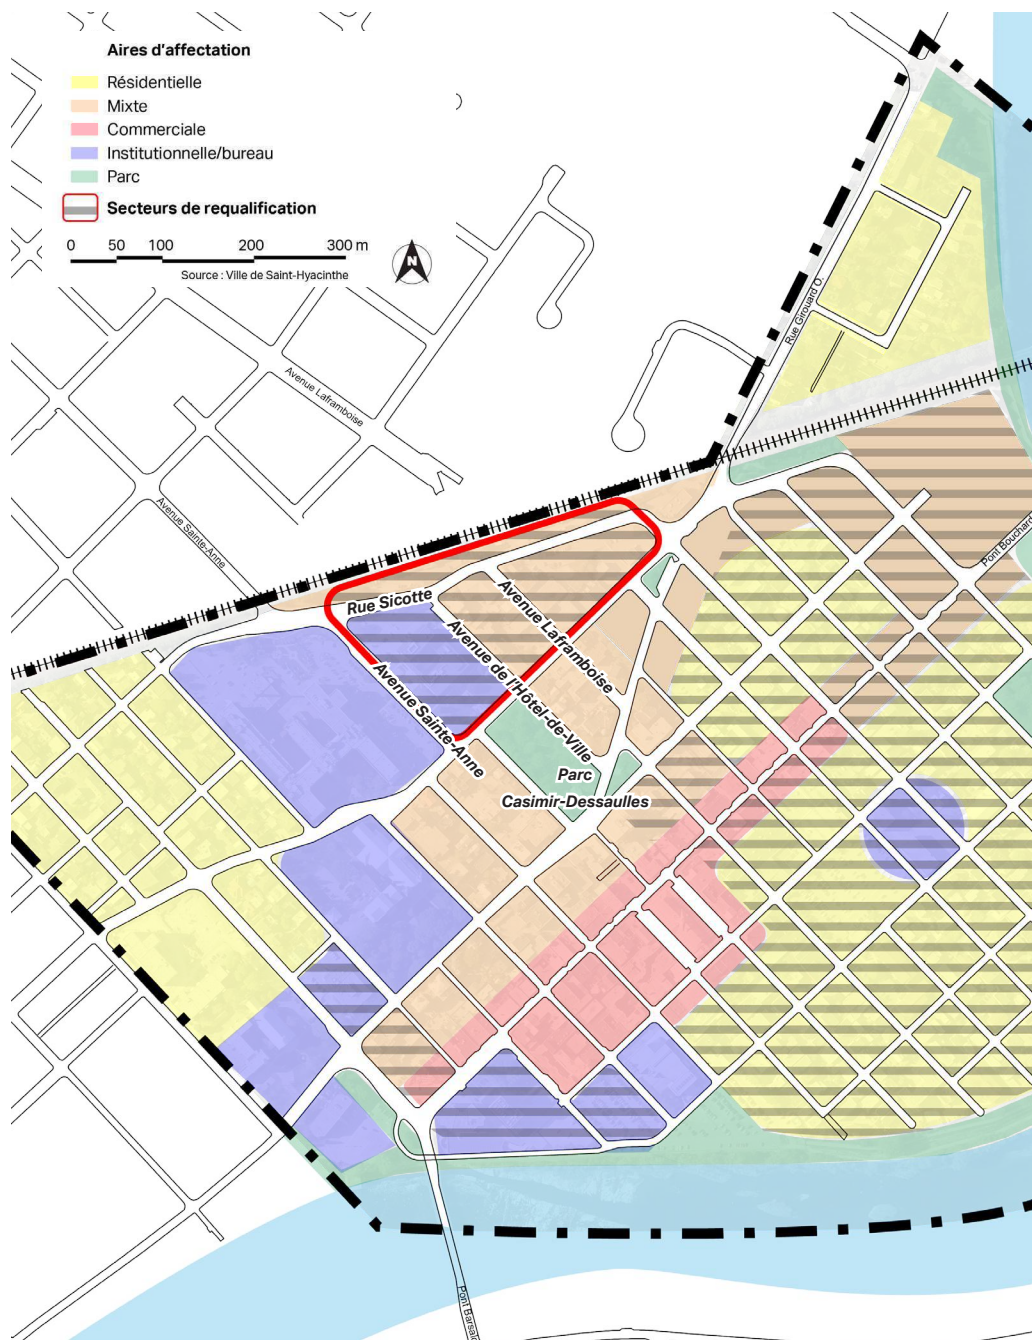 Aires d'affectation
Résidentielle
Mixte
Commerciale
Institutionnelle/bureau
Parc
Secteurs de requalification
0 50 100 200 300 m
Source : Ville de Saint-Hyacinthe
N
Rue Girouard O.
Avenue Laframboise
Avenue Sainte-Anne
Pont Bouchard
Rue Sicotte
Avenue Laframboise
Avenue de l'Hôtel-de-Ville
Avenue Sainte-Anne
Parc
Casimir-Dessaulles
Pont Barsalou